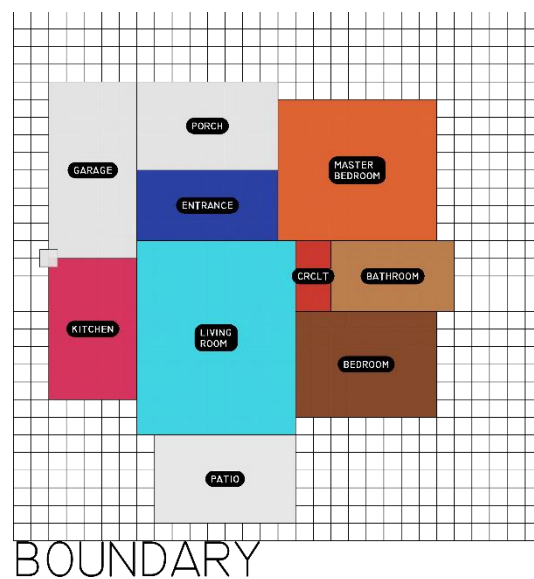 PORCH
GARAGE
MASTER
BEDROOM
ENTRANCE
CRCLT
BATHROOM
KITCHEN
LIVING
ROOM
BEDROOM
PATIO
BOUNDARY